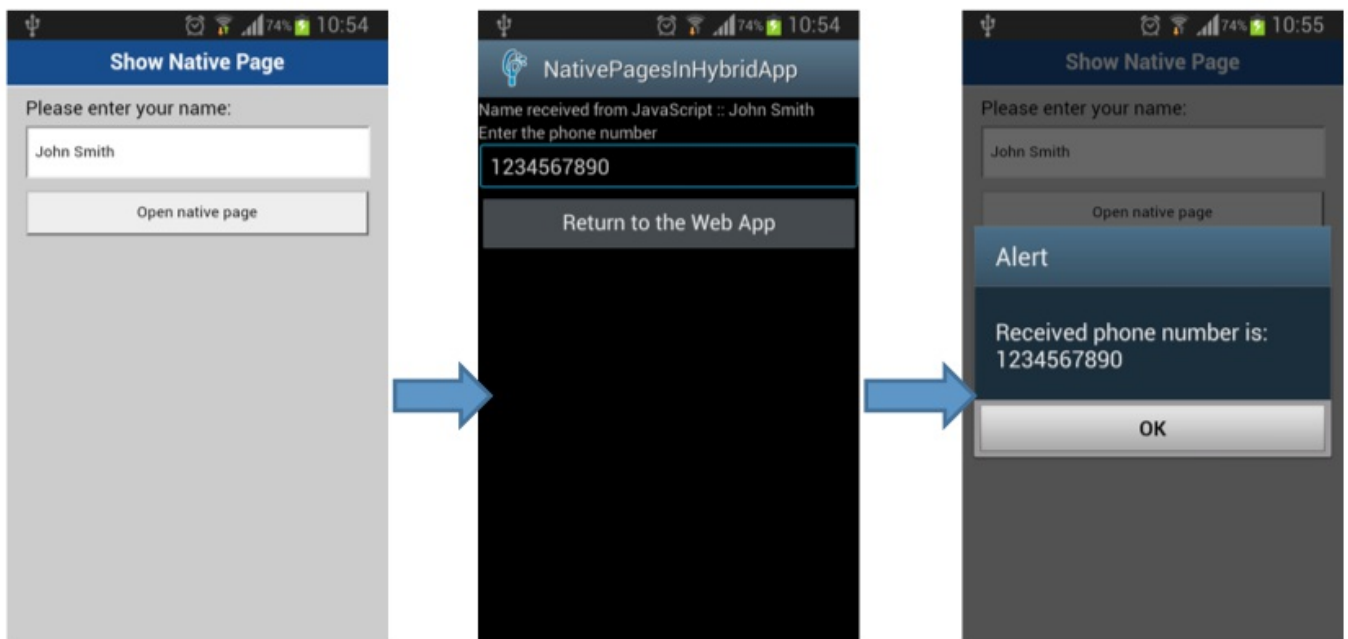 74% 10:54
Show Native Page
Please enter your name:
John Smith
Open native page
74% 10:54
NativePagesInHybridApp
Name received from JavaScript :: John Smith
Enter the phone number
1234567890
Return to the Web App
74% 10:55
Show Native Page
Please enter your name:
John Smith
Open native page
Alert
Received phone number is:
1234567890
OK